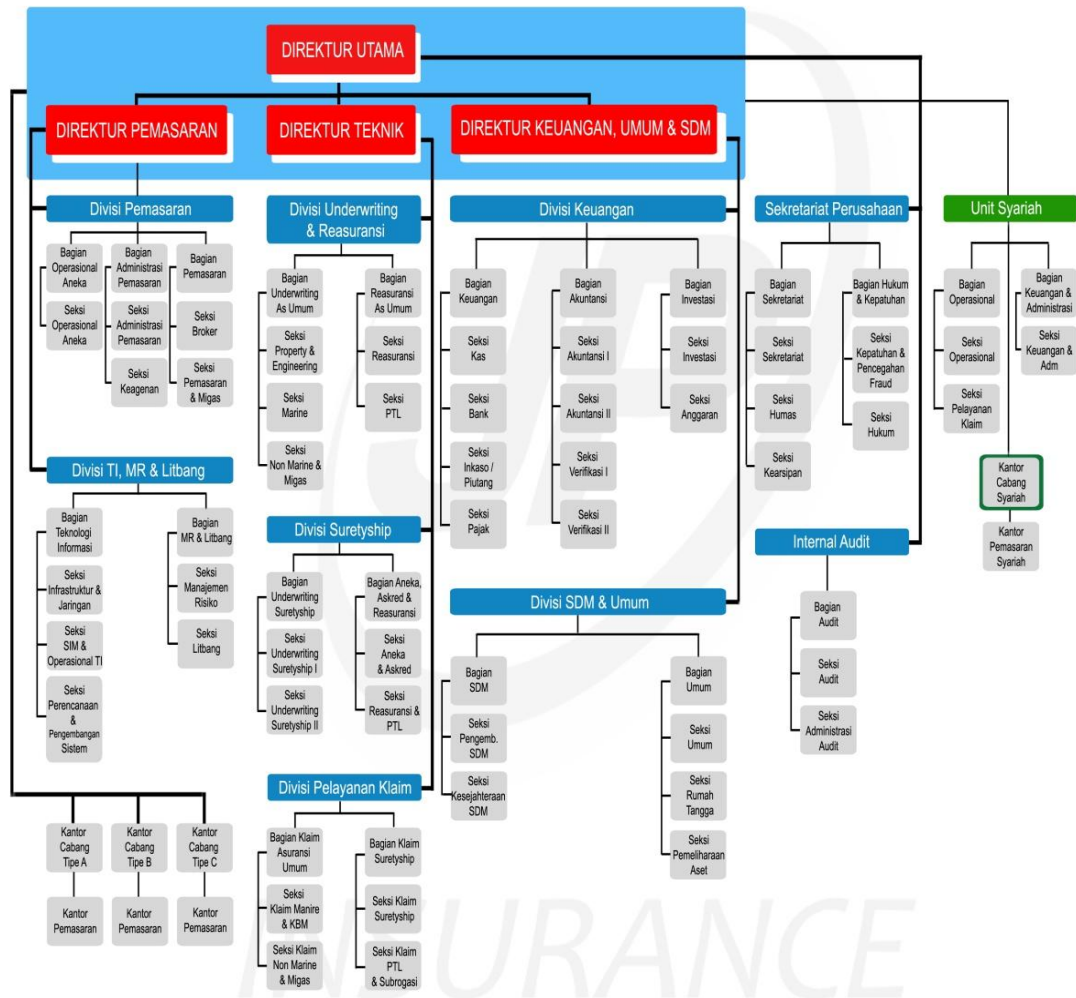 DIREKTUR UTAMA
DIREKTUR PEMASARAN
DIREKTUR TEKNIK
DIREKTUR KEUANGAN, UMUM & SDM
Divisi Pemasaran
Bagian
Operasional
Aneka
Seksi
Operasional
Aneka
Bagian
Administrasi
Pemasaran
Seksi
Administrasi
Pemasaran
Seksi
Keagenan
Bagian
Pemasaran
Seksi
Broker
Seksi
Pemasaran
& Migas
Divisi TI, MR & Litbang
Bagian
Teknologi
Informasi
Seksi
Infrastruktur &
Jaringan
Seksi
SIM &
Operasional TI
Seksi
Perencanaan
&
Pengembangan
Sistem
Bagian
MR & Litbang
Seksi
Manajemen
Risiko
Seksi
Litbang
Kantor
Cabang
Tipe A
Kantor
Pemasaran
Kantor
Cabang
Tipe B
Kantor
Pemasaran
Kantor
Cabang
Tipe C
Kantor
Pemasaran
Divisi Underwriting
& Reasuransi
Bagian
Underwriting
As Umum
Seksi
Property &
Engineering
Seksi
Marine
Seksi
Non Marine &
Migas
Bagian
Reasuransi
As Umum
Seksi
Reasuransi
Seksi
PTL
Divisi Suretyship
Bagian
Underwriting
Suretyship
Seksi
Underwriting
Suretyship I
Seksi
Underwriting
Suretyship II
Bagian Aneka,
Askred &
Reasuransi
Seksi
Aneka
& Askred
Seksi
Reasuransi &
PTL
Divisi Pelayanan Klaim
Bagian Klaim
Asuransi
Umum
Seksi
Klaim Manire
& KBM
Seksi Klaim
Non Marine
& Migas
Bagian Klaim
Suretyship
Seksi Klaim
Suretyship
Seksi Klaim
PTL
& Subrogasi
Divisi Keuangan
Bagian
Keuangan
Seksi
Kas
Seksi
Bank
Seksi
Inkaso /
Piutang
Seksi
Pajak
Bagian
Akuntansi
Seksi
Akuntansi I
Seksi
Akuntansi II
Seksi
Verifikasi I
Seksi
Verifikasi II
Bagian
Investasi
Seksi
Investasi
Seksi
Anggaran
Divisi SDM & Umum
Bagian
SDM
Seksi
Pengemb.
SDM
Seksi
Kesejahteraan
SDM
Bagian
Umum
Seksi
Umum
Seksi
Rumah
Tangga
Seksi
Pemeliharaan
Aset
Sekretariat Perusahaan
Bagian
Sekretariat
Seksi
Sekretariat
Seksi
Humas
Seksi
Kearsipan
Bagian Hukum
& Kepatuhan
Seksi
Kepatuhan &
Pencegahan
Fraud
Seksi
Hukum
Internal Audit
Bagian
Audit
Seksi
Audit
Seksi
Administrasi
Audit
Unit Syariah
Bagian
Operasional
Seksi
Operasional
Seksi
Pelayanan
Klaim
Bagian
Keuangan &
Administrasi
Seksi
Keuangan &
Adm
Kantor
Cabang
Syariah
Kantor
Pemasaran
Syariah
JP
INSURANCE